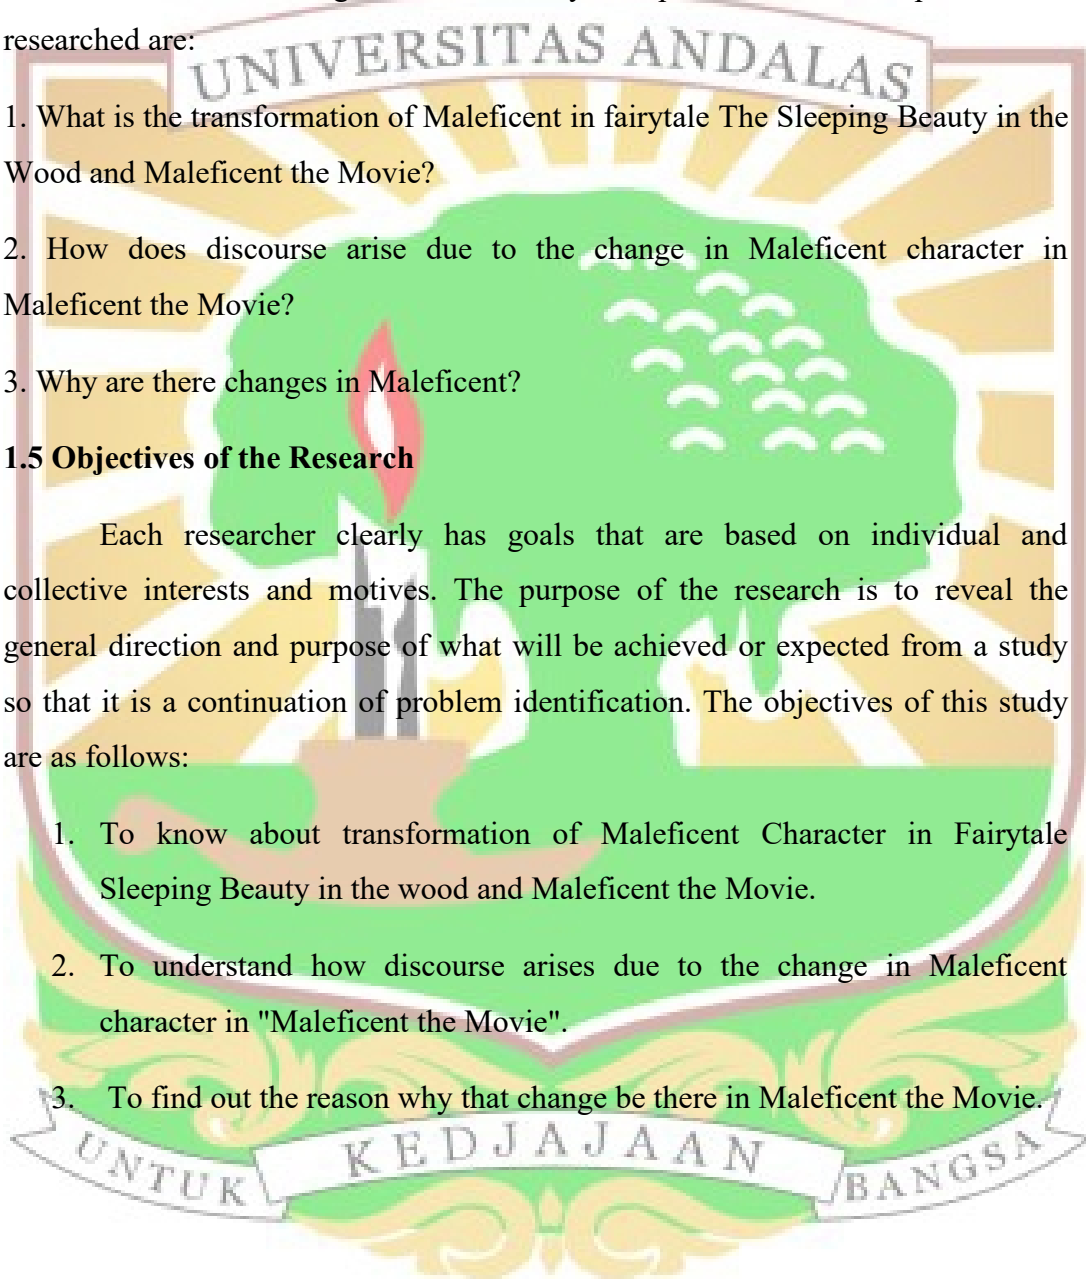 researched are:
UNIVERSITAS ANDALAS
1. What is the transformation of Maleficent in fairytale The Sleeping Beauty in the
Wood and Maleficent the Movie?
2. How does discourse arise due to the change in Maleficent character in
Maleficent the Movie?
3. Why are there changes in Maleficent?
1.5 Objectives of the Research
Each researcher clearly has goals that are based on individual and
collective interests and motives. The purpose of the research is to reveal the
general direction and purpose of what will be achieved or expected from a study
so that it is a continuation of problem identification. The objectives of this study
are as follows:
1. To know about transformation of Maleficent Character in Fairytale
Sleeping Beauty in the wood and Maleficent the Movie.
2. To understand how discourse arises due to the change in Maleficent
character in "Maleficent the Movie".
3. To find out the reason why that change be there in Maleficent the Movie.
UNTUK KEDJAJAAN BANGSA